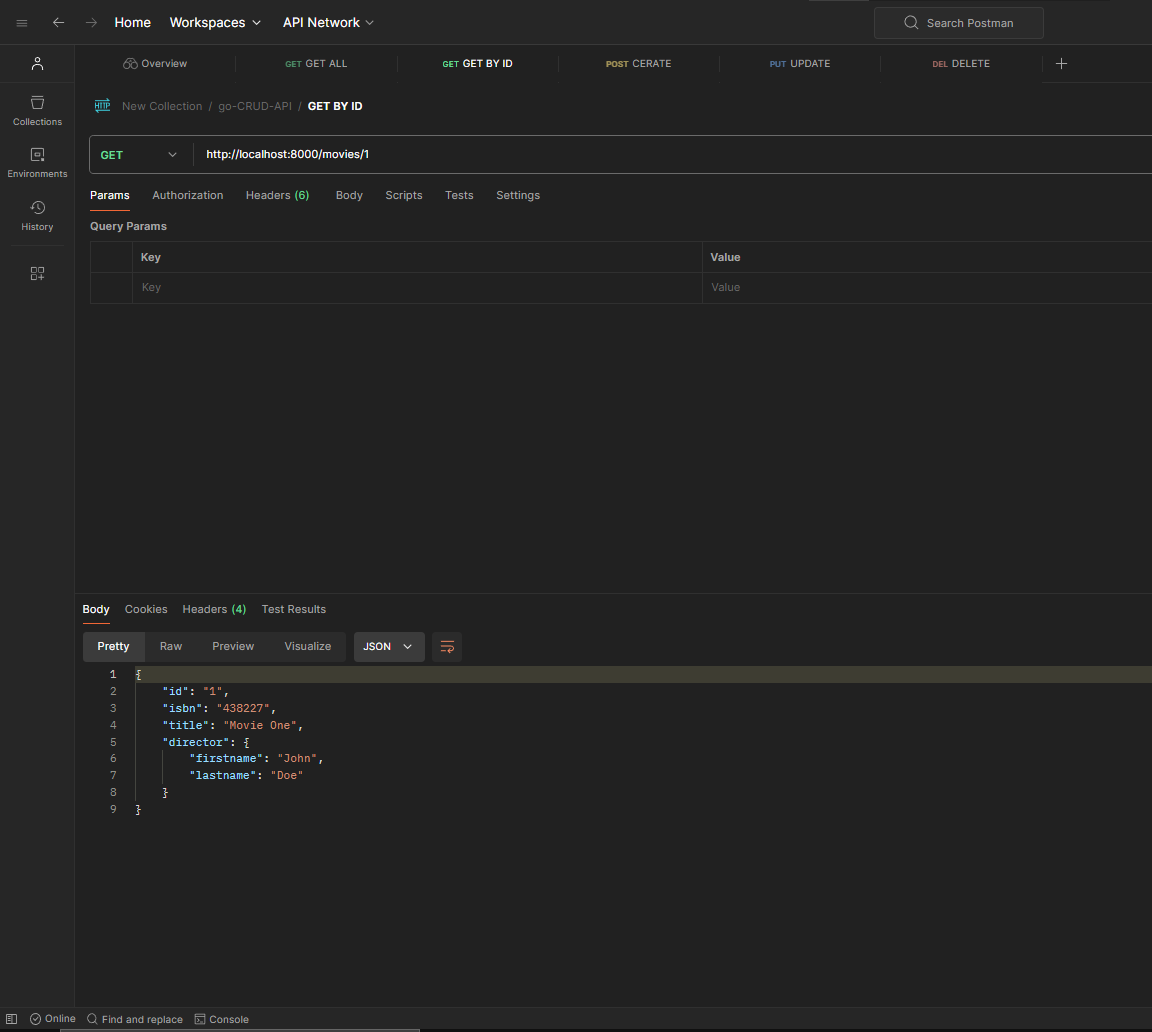 Home Workspaces API Network Search Postman
Overview GET GET ALL GET GET BY ID POST CERATE PUT UPDATE DEL DELETE
HTTP New Collection / go-CRUD-API / GET BY ID
Collections
Environments
History
GET http://localhost:8000/movies/1
Params Authorization Headers (6) Body Scripts Tests Settings
Query Params
Key Value
Key Value
Body Cookies Headers (4) Test Results
Pretty Raw Preview Visualize JSON
1 {
2 "id": "1",
3 "isbn": "438227",
4 "title": "Movie One",
5 "director": {
6 "firstname": "John",
7 "lastname": "Doe"
8 }
9 }
Online Find and replace Console